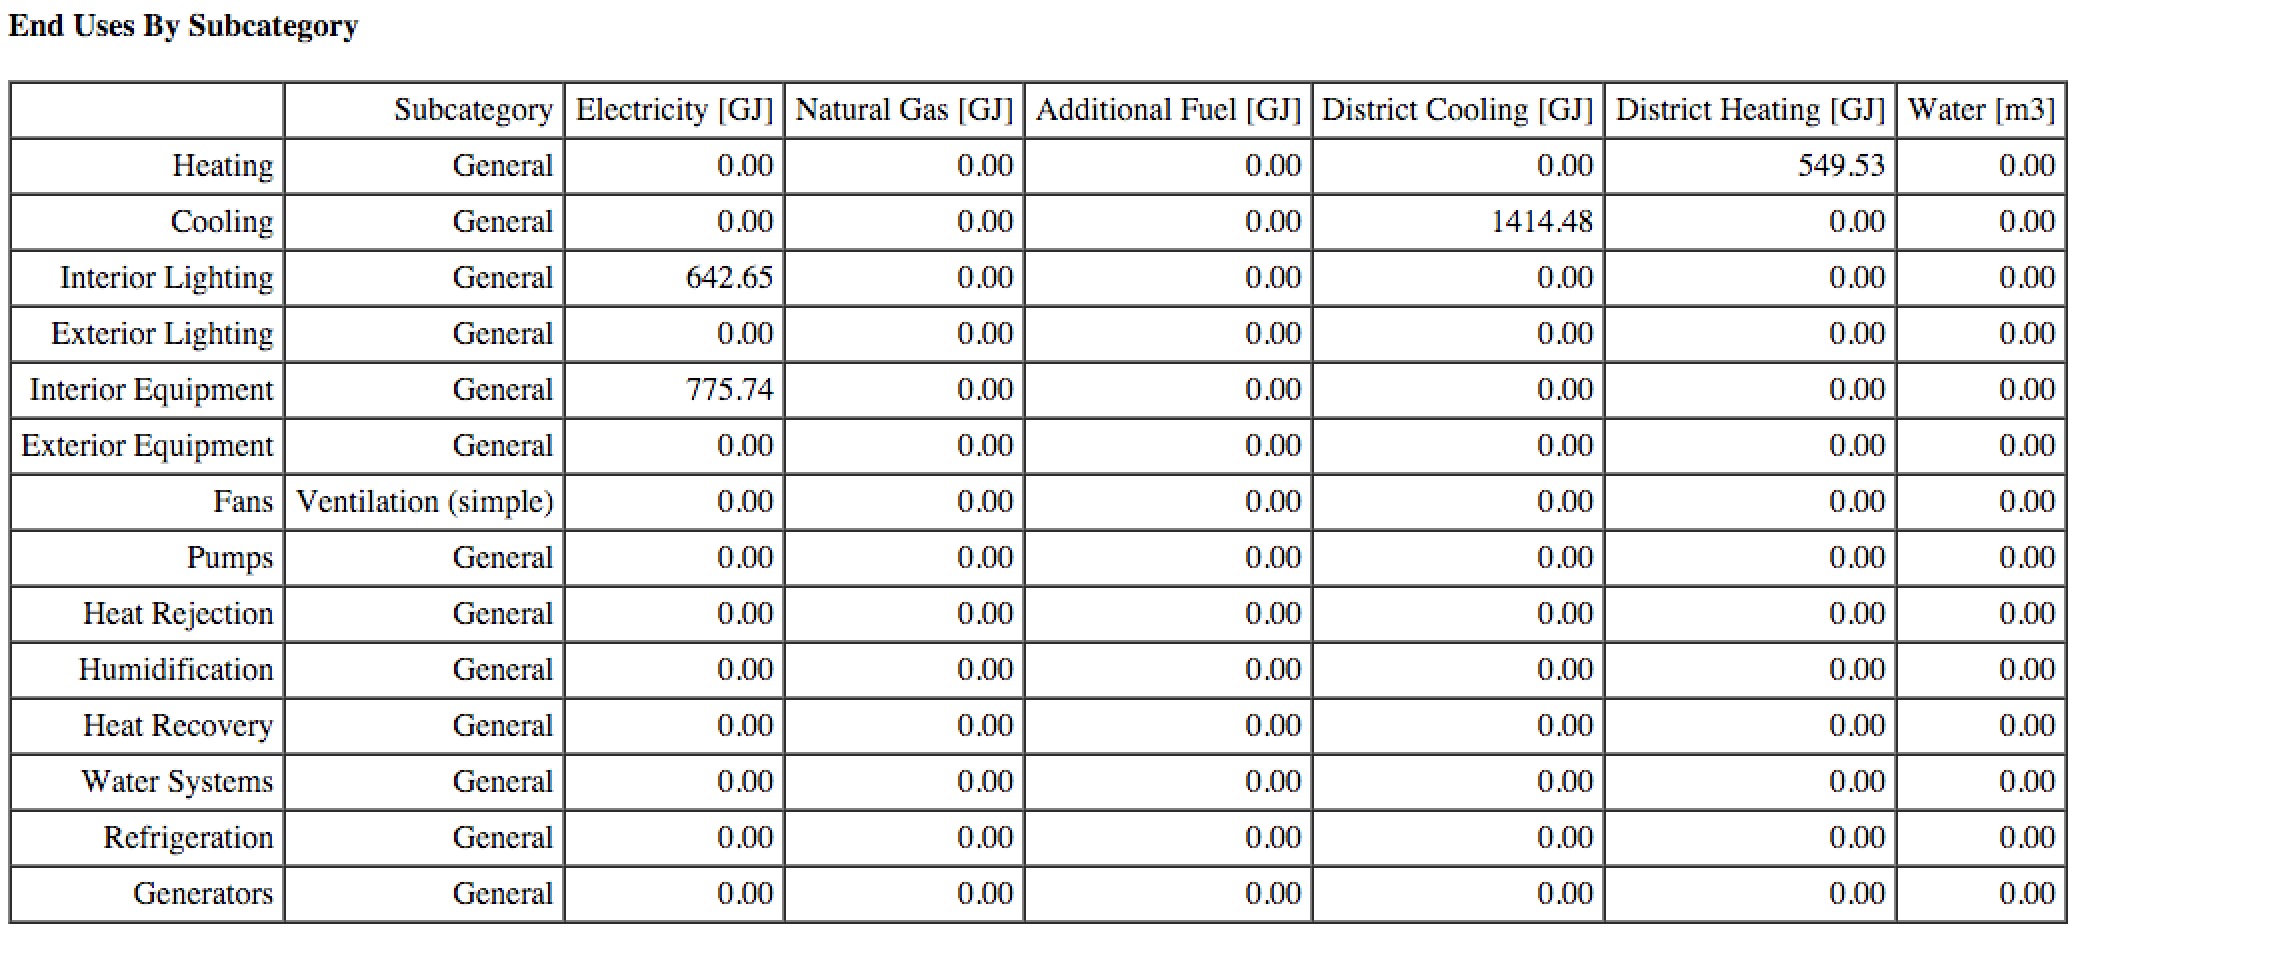 End Uses By Subcategory
Subcategory Electricity [GJ] Natural Gas [GJ] Additional Fuel [GJ] District Cooling [GJ] District Heating [GJ] Water [m3]
Heating General 0.00 0.00 0.00 0.00 549.53 0.00
Cooling General 0.00 0.00 0.00 1414.48 0.00 0.00
Interior Lighting General 642.65 0.00 0.00 0.00 0.00 0.00
Exterior Lighting General 0.00 0.00 0.00 0.00 0.00 0.00
Interior Equipment General 775.74 0.00 0.00 0.00 0.00 0.00
Exterior Equipment General 0.00 0.00 0.00 0.00 0.00 0.00
Fans Ventilation (simple) 0.00 0.00 0.00 0.00 0.00 0.00
Pumps General 0.00 0.00 0.00 0.00 0.00 0.00
Heat Rejection General 0.00 0.00 0.00 0.00 0.00 0.00
Humidification General 0.00 0.00 0.00 0.00 0.00 0.00
Heat Recovery General 0.00 0.00 0.00 0.00 0.00 0.00
Water Systems General 0.00 0.00 0.00 0.00 0.00 0.00
Refrigeration General 0.00 0.00 0.00 0.00 0.00 0.00
Generators General 0.00 0.00 0.00 0.00 0.00 0.00